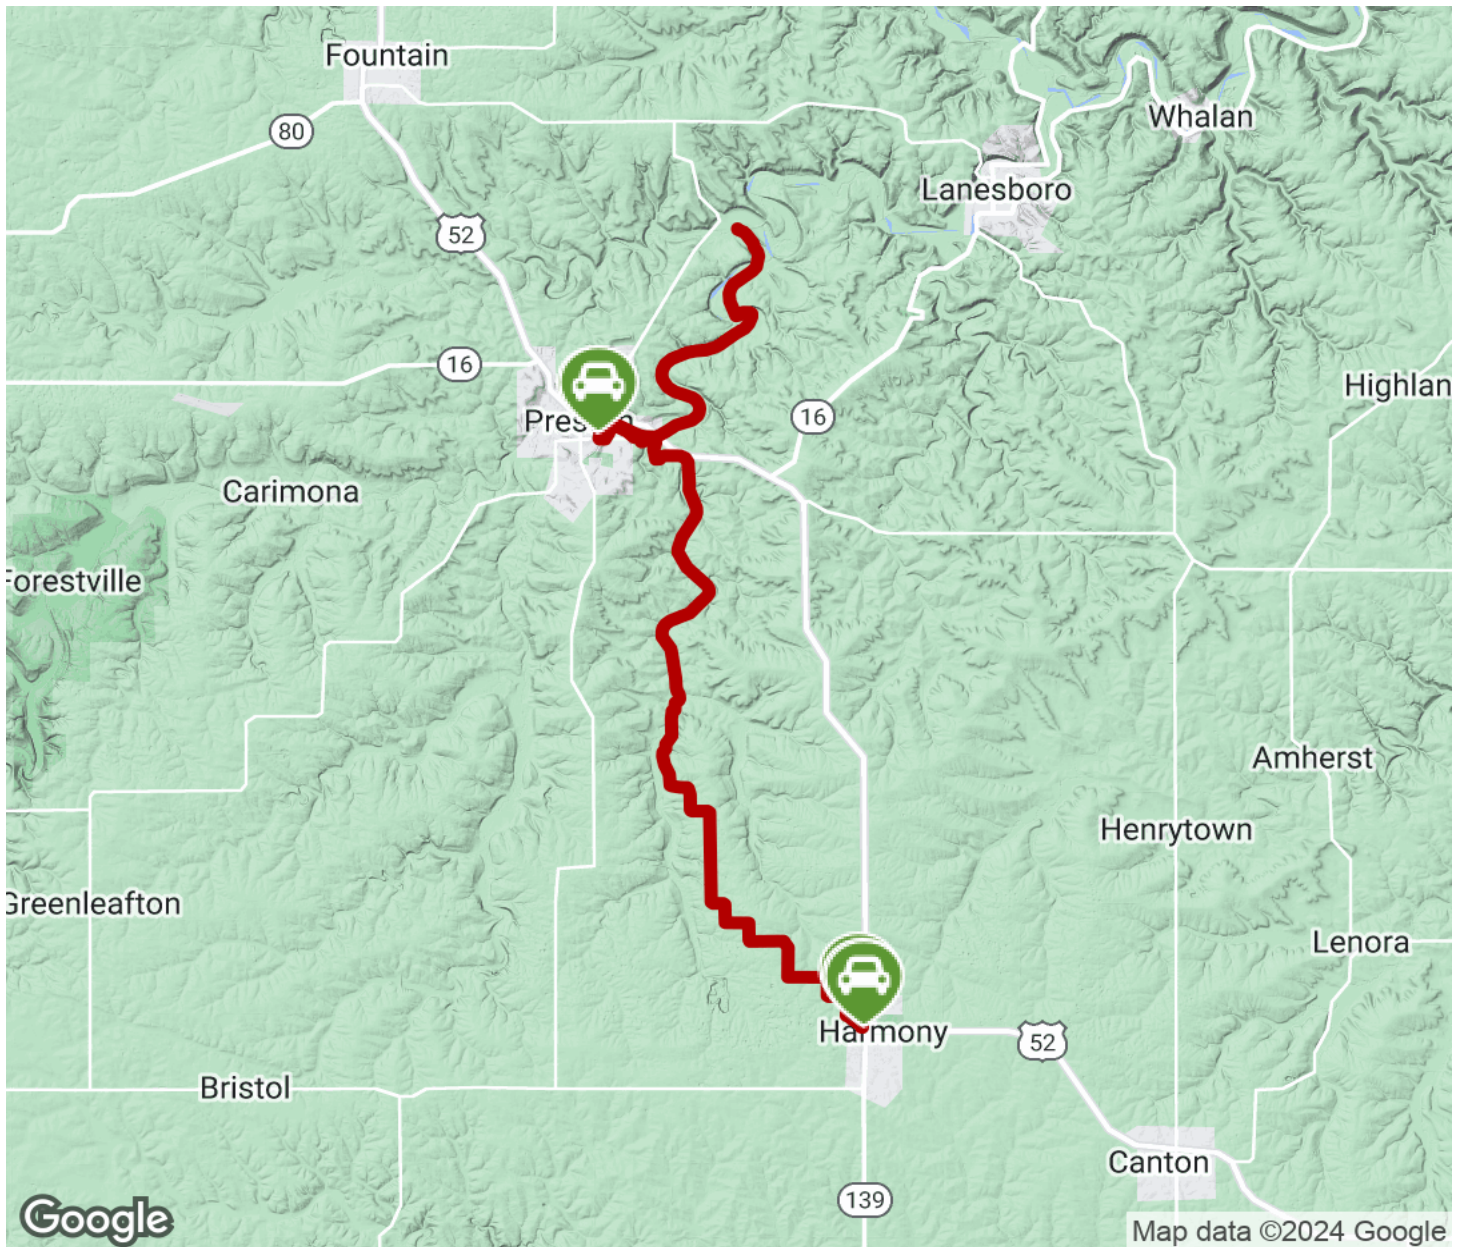 Fountain
80
Whalan
Lanesboro
52
16
Highlan
16
Preston
Carimona
Forestville
Amherst
Henrytown
Greenleafton
Lenora
Harmony
52
Bristol
Canton
139
Google
Map data ©2024 Google